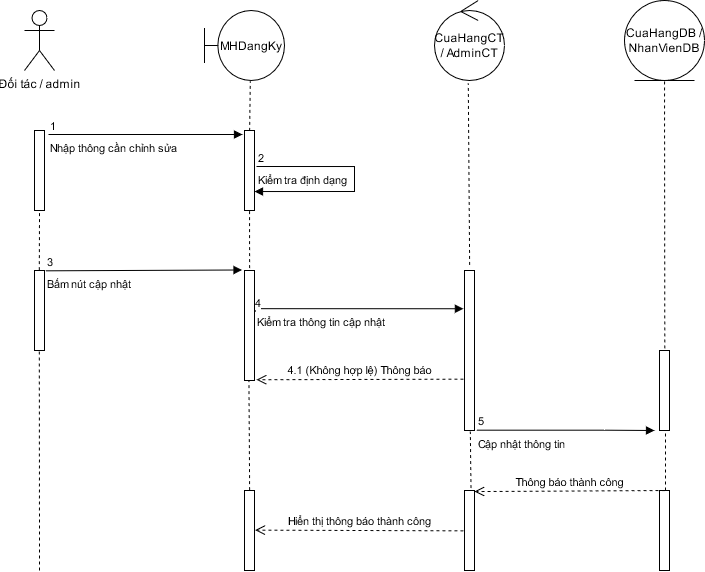 MHDangKy
CuaHangCT
/ AdminCT
CuaHangDB /
NhanVienDB
Đối tác / admin
1
Nhập thông cần chỉnh sửa
2
Kiểm tra định dạng
3
Bấm nút cập nhật
4
Kiểm tra thông tin cập nhật
4.1 (Không hợp lệ) Thông báo
5
Cập nhật thông tin
Thông báo thành công
Hiển thị thông báo thành công